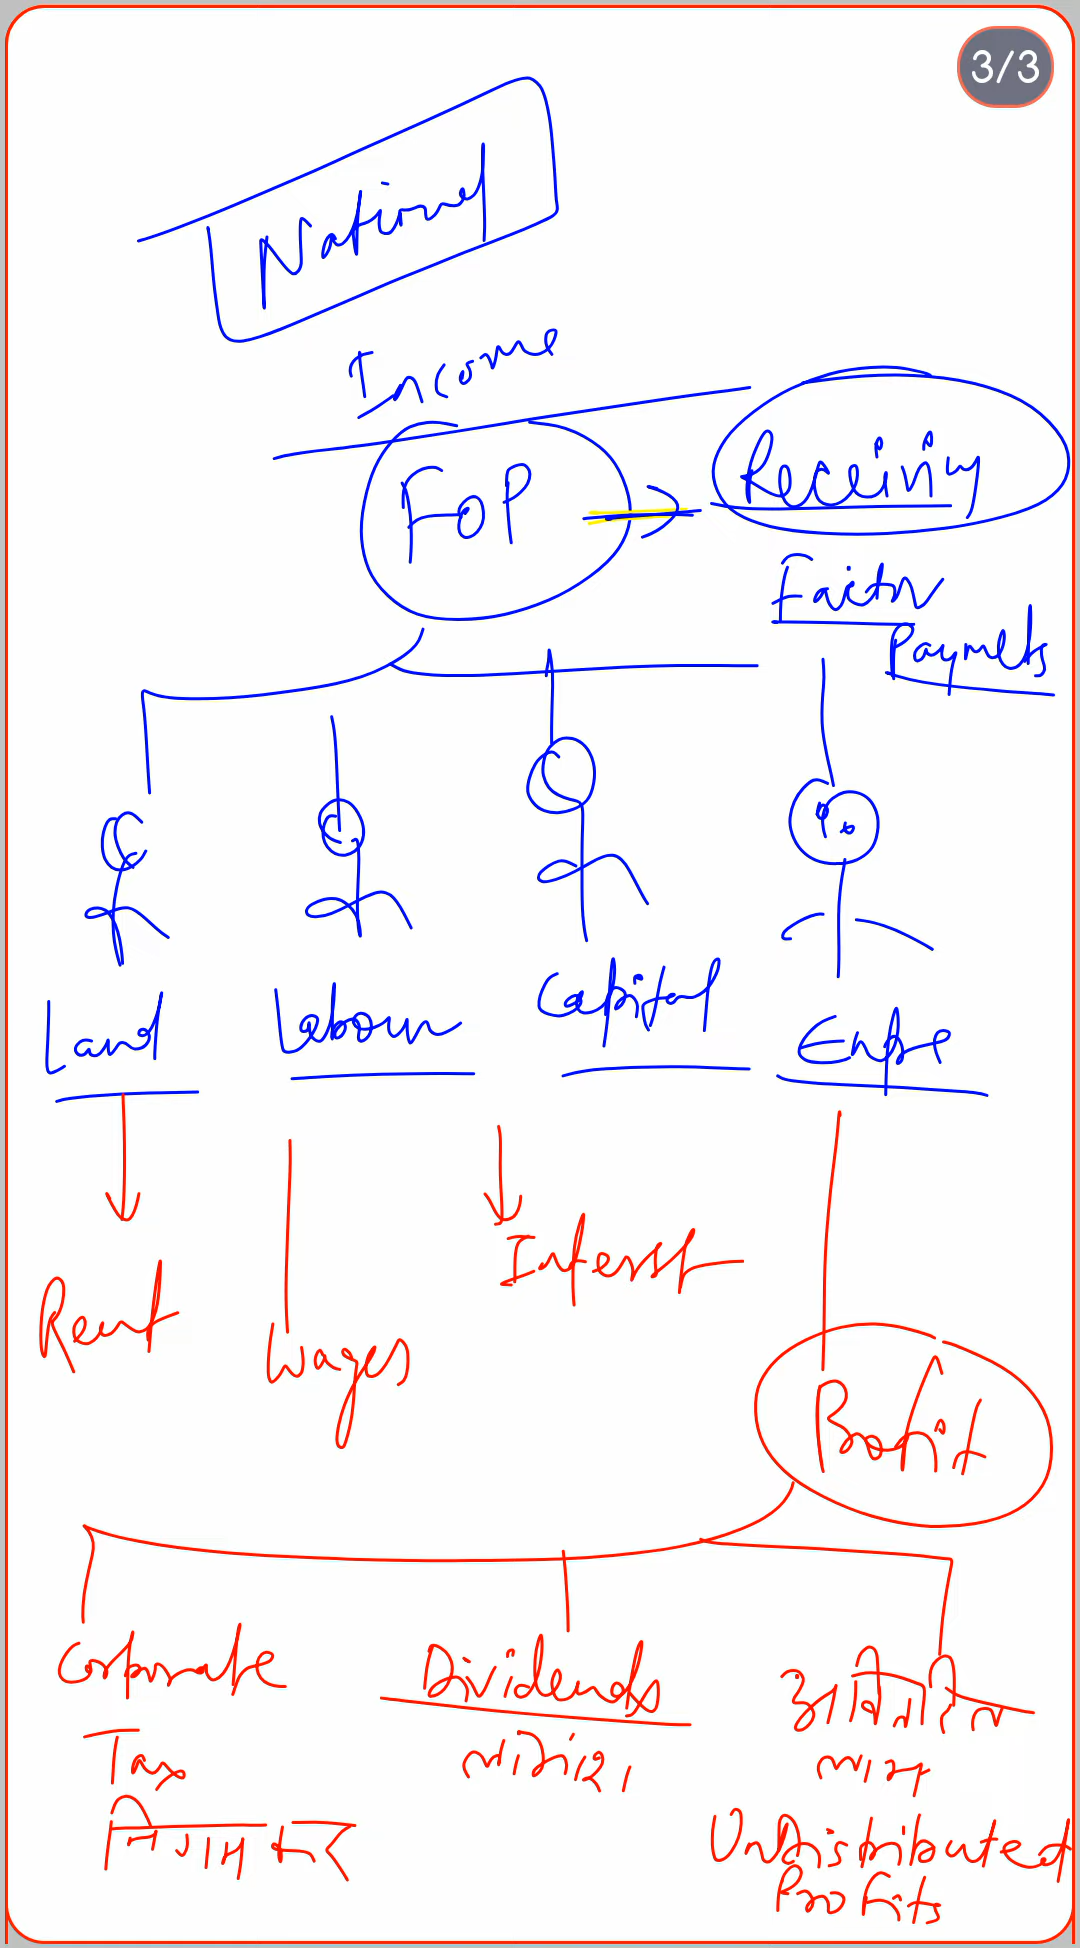 3/3
National
Income
FOP
Receiving
Factor
Paymets
Land
Labour
Capital
Entre
Rent
Wages
Interest
Profit
Corporate
Tax
निगम कर
Dividends
लाभांश
अवितरित
लाभ
UnDistributed
Profits